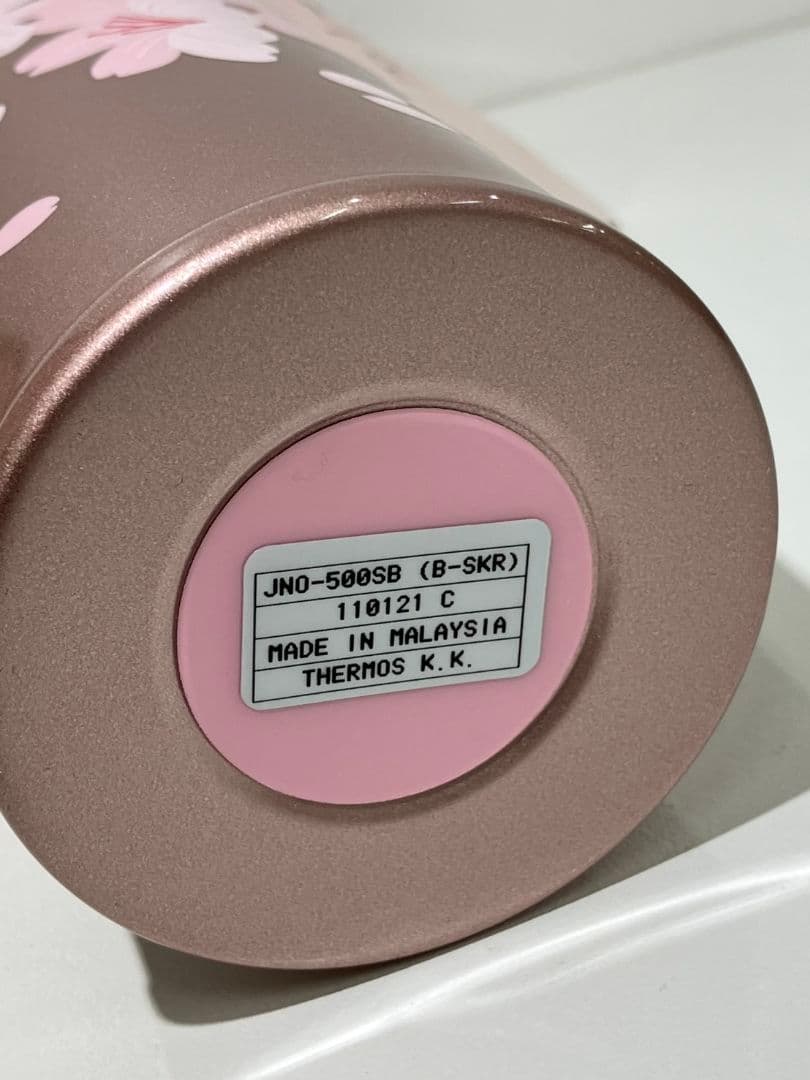 JNO-500SB (B-SKR)
110121 C
MADE IN MALAYSIA
THERMOS K.K.